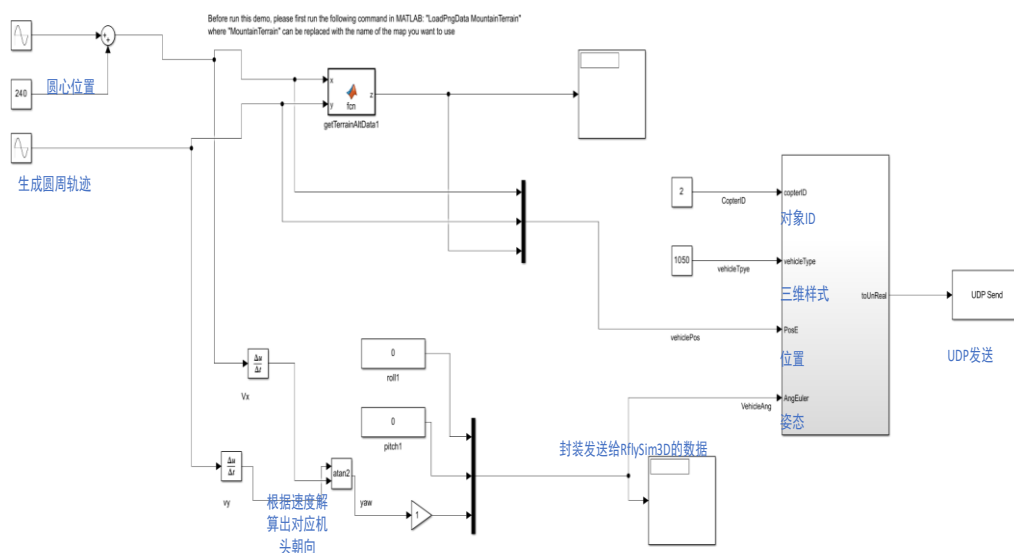 Before run this demo, please first run the following command in MATLAB: "LoadPngData MountainTerrain"
where "MountainTerrain" can be replaced with the name of the map you want to use
240
圆心位置
x
y
fcn
z
getTerrainAltData1
生成圆周轨迹
2
CopterID
copterID
对象ID
1050
vehicleTpye
vehicleType
三维样式
toUnReal
UDP Send
vehiclePos
PosE
位置
UDP发送
0
roll1
Δu
Δt
Vx
VehicleAng
AngEuler
姿态
0
pitch1
封装发送给RflySim3D的数据
Δu
Δt
vy
atan2
yaw
1
根据速度解
算出对应机
头朝向